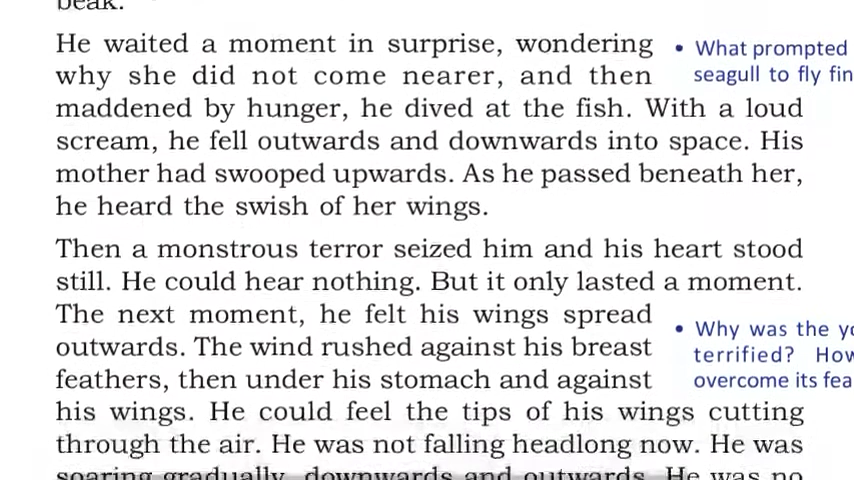 beak.
He waited a moment in surprise, wondering
why she did not come nearer, and then
maddened by hunger, he dived at the fish. With a loud
scream, he fell outwards and downwards into space. His
mother had swooped upwards. As he passed beneath her,
he heard the swish of her wings.
• What prompted
seagull to fly fin
Then a monstrous terror seized him and his heart stood
still. He could hear nothing. But it only lasted a moment.
The next moment, he felt his wings spread
outwards. The wind rushed against his breast
feathers, then under his stomach and against
his wings. He could feel the tips of his wings cutting
through the air. He was not falling headlong now. He was
soaring gradually, downwards and outwards. He was no
• Why was the yo
terrified? How
overcome its fea